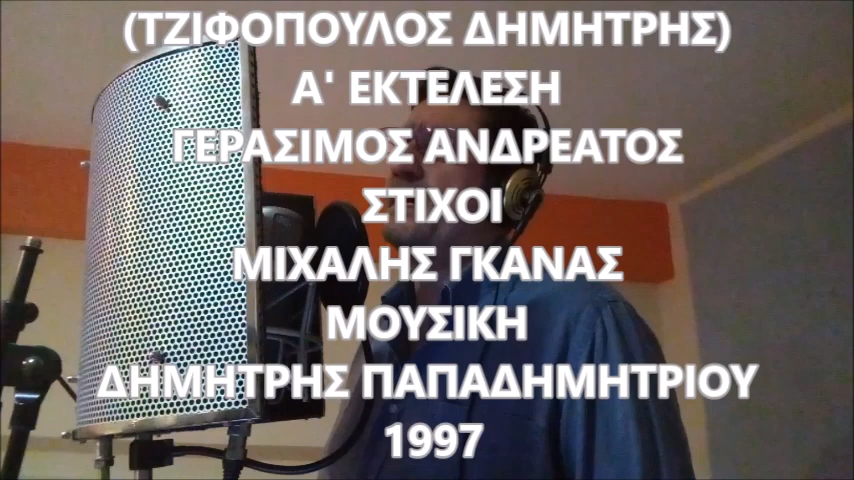 (ΤΖΙΦΟΠΟΥΛΟΣ ΔΗΜΗΤΡΗΣ)
Α' ΕΚΤΕΛΕΣΗ
ΓΕΡΑΣΙΜΟΣ ΑΝΔΡΕΑΤΟΣ
ΣΤΙΧΟΙ
ΜΙΧΑΛΗΣ ΓΚΑΝΑΣ
ΜΟΥΣΙΚΗ
ΔΗΜΗΤΡΗΣ ΠΑΠΑΔΗΜΗΤΡΙΟΥ
1997